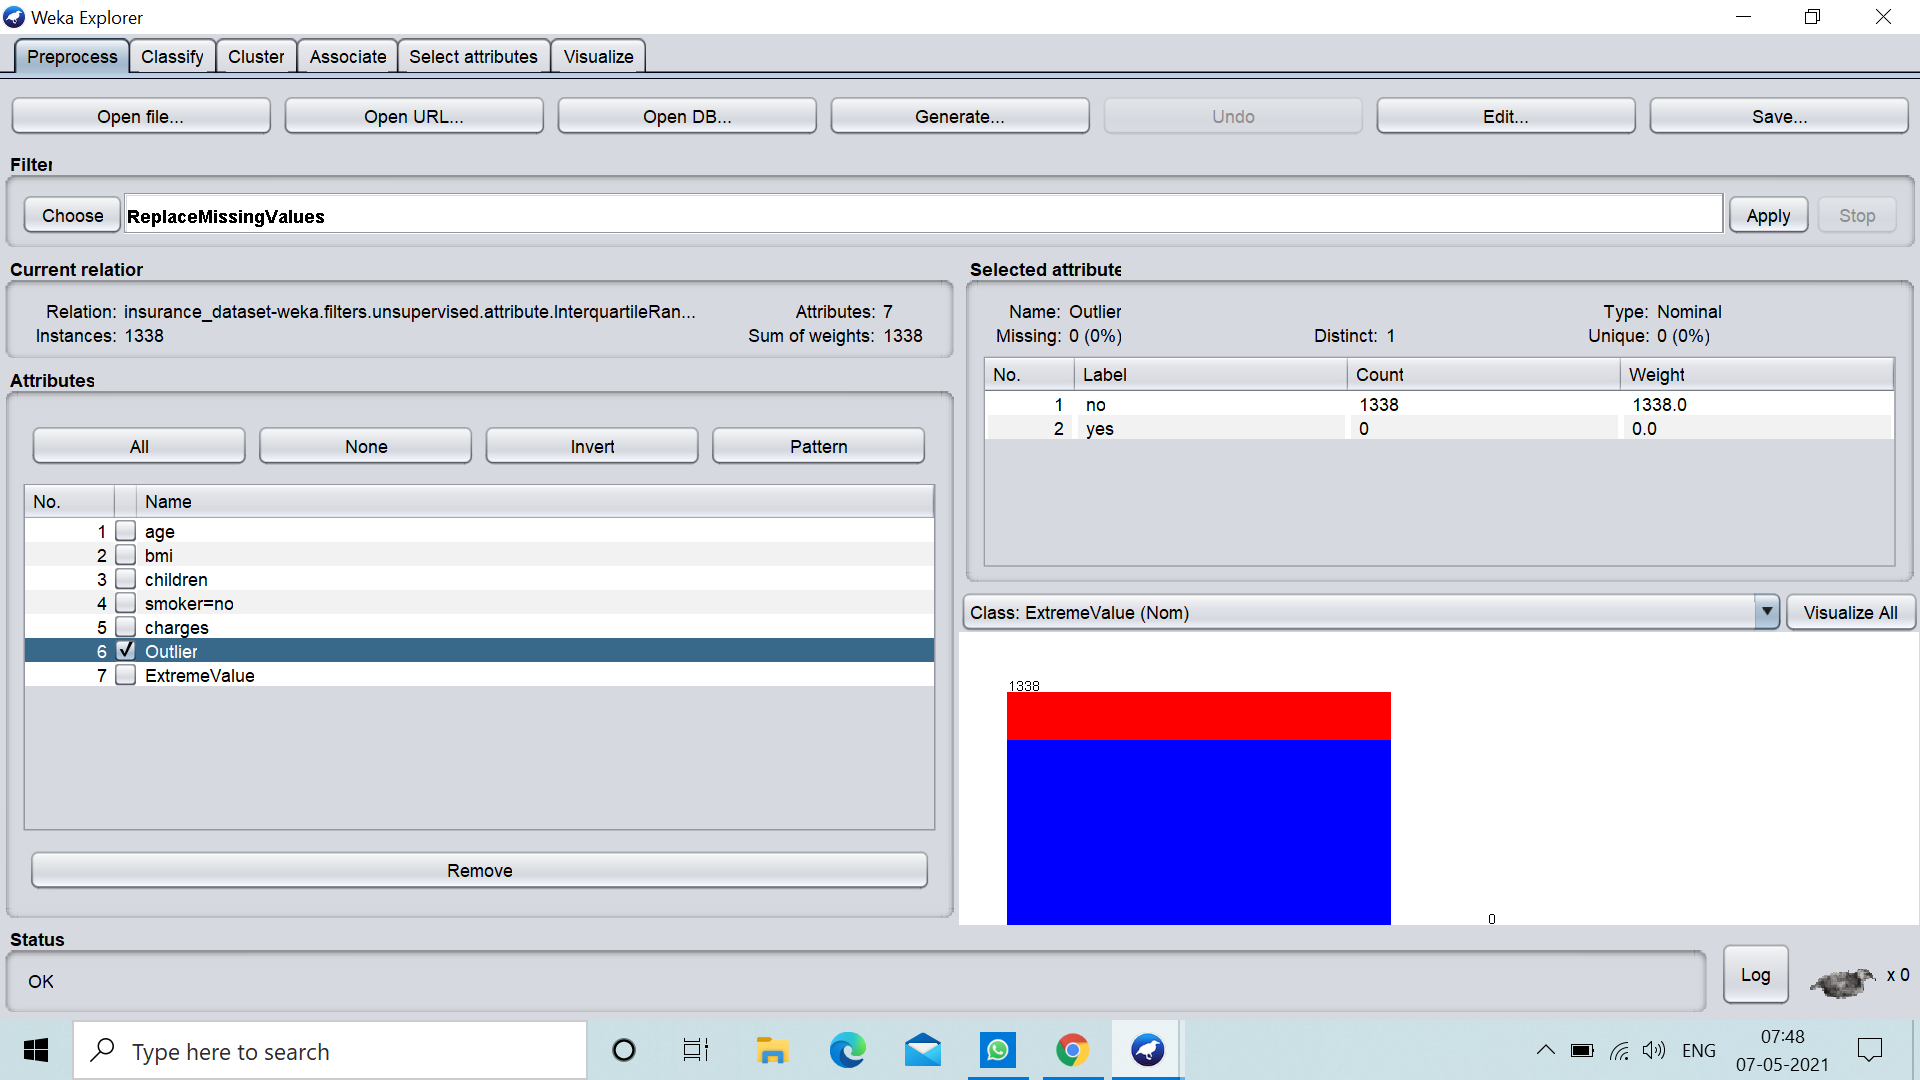 Weka Explorer
Preprocess Classify Cluster Associate Select attributes Visualize
Open file... Open URL... Open DB... Generate... Undo Edit... Save...
Filter
Choose ReplaceMissingValues Apply Stop
Current relation
Relation: insurance_dataset-weka.filters.unsupervised.attribute.InterquartileRan... Attributes: 7
Instances: 1338 Sum of weights: 1338
Attributes
All None Invert Pattern
No. Name
1 age
2 bmi
3 children
4 smoker=no
5 charges
6 Outlier
7 ExtremeValue
Remove
Selected attribute
Name: Outlier Type: Nominal
Missing: 0 (0%) Distinct: 1 Unique: 0 (0%)
No. Label Count Weight
1 no 1338 1338.0
2 yes 0 0.0
Class: ExtremeValue (Nom) Visualize All
1338
0
Status
OK
Log x 0
Type here to search
ENG
07:48
07-05-2021